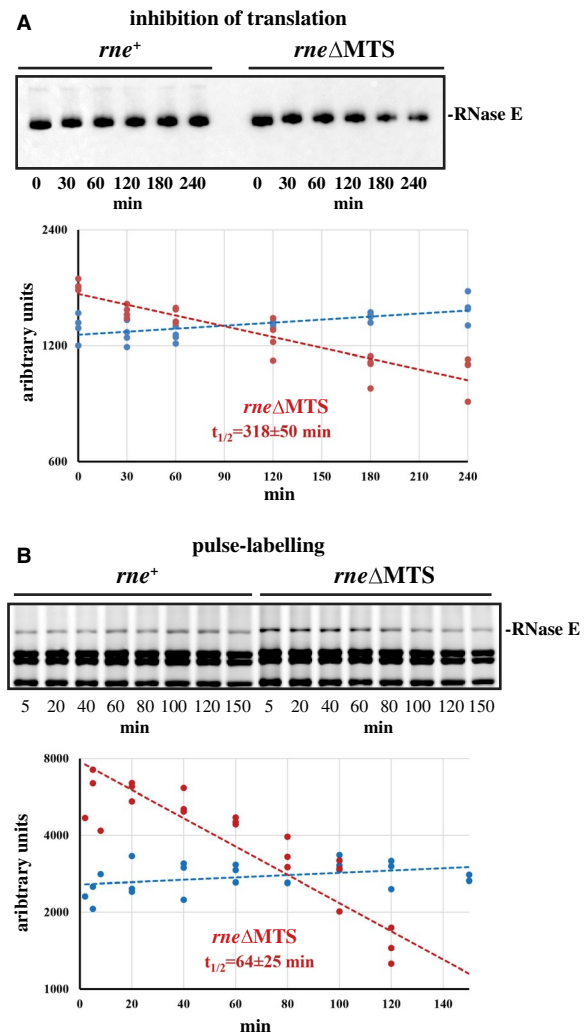 A
inhibition of translation
rne+ rneΔMTS
-RNase E
0 30 60 120 180 240 0 30 60 120 180 240
min min
2400
1200
600
aribtrary units
rneΔMTS
t1/2=318±50 min
0 30 60 90 120 150 180 210 240
min
B
pulse-labelling
rne+ rneΔMTS
-RNase E
5 20 40 60 80 100 120 150 5 20 40 60 80 100 120 150
min min
8000
4000
2000
1000
aribtrary units
rneΔMTS
t1/2=64±25 min
0 20 40 60 80 100 120 140
min